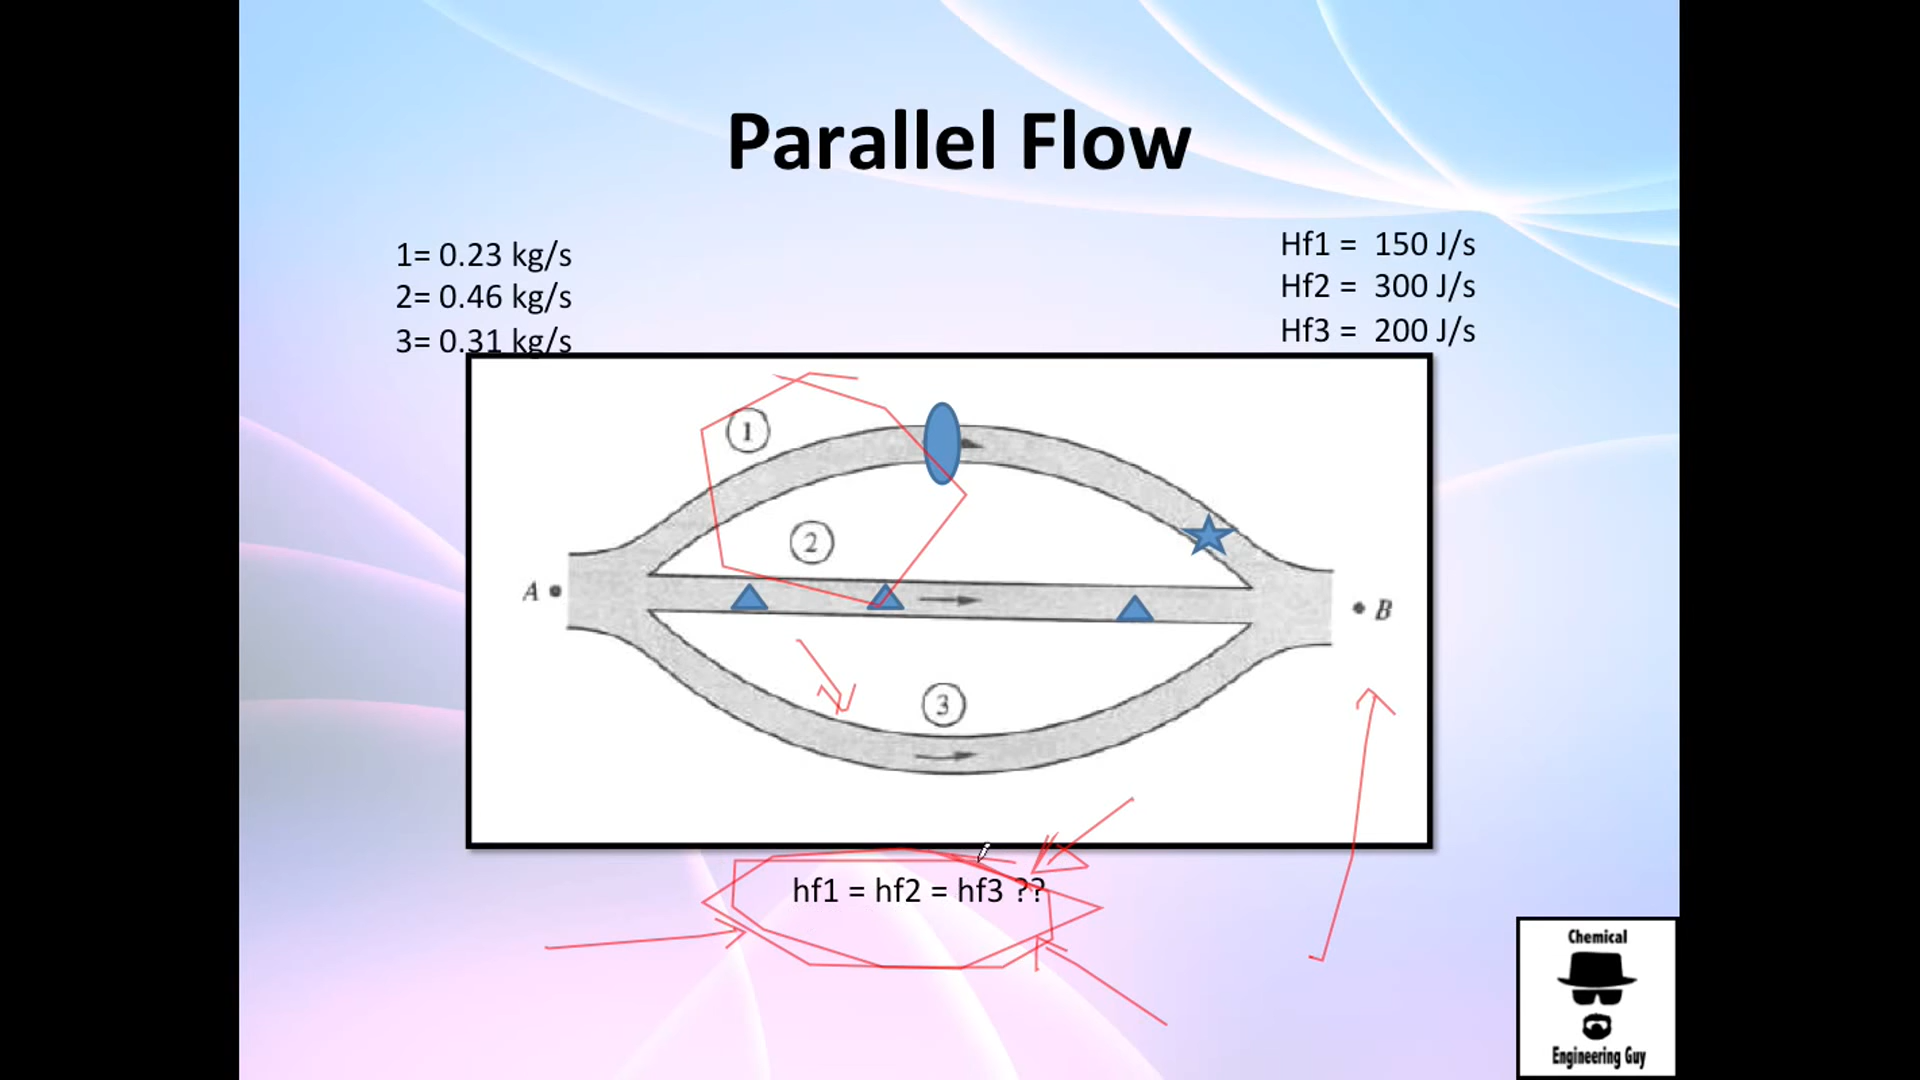 Parallel Flow
1= 0.23 kg/s
2= 0.46 kg/s
3= 0.31 kg/s
Hf1 = 150 J/s
Hf2 = 300 J/s
Hf3 = 200 J/s
1
2
A
B
3
hf1 = hf2 = hf3 ??
Chemical
Engineering Guy